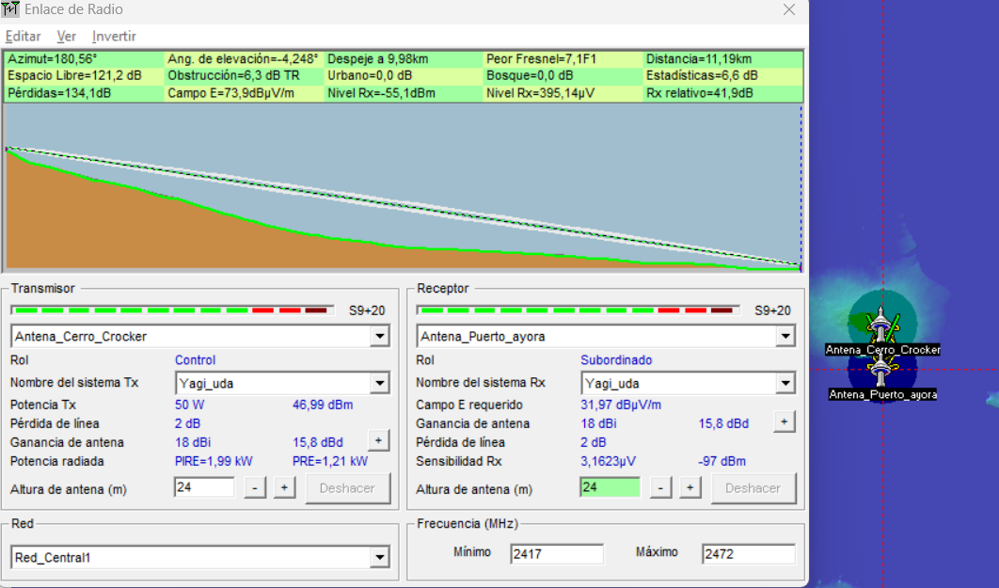 Enlace de Radio
Editar Ver Invertir
Azimut=180,56° Ang. de elevación=-4,248° Despeje a 9,98km Peor Fresnel=7,1F1 Distancia=11,19km
Espacio Libre=121,2 dB Obstrucción=6,3 dB TR Urbano=0,0 dB Bosque=0,0 dB Estadísticas=6,6 dB
Pérdidas=134,1dB Campo E=73,9dBµV/m Nivel Rx=-55,1dBm Nivel Rx=395,14µV Rx relativo=41,9dB
Transmisor
S9+20
Antena_Cerro_Crocker
Rol Control
Nombre del sistema Tx Yagi_uda
Potencia Tx 50 W 46,99 dBm
Pérdida de línea 2 dB
Ganancia de antena 18 dBi 15,8 dBd +
Potencia radiada PIRE=1,99 kW PRE=1,21 kW
Altura de antena (m) 24 - + Deshacer
Red
Red_Central1
Receptor
S9+20
Antena_Puerto_ayora
Rol Subordinado
Nombre del sistema Rx Yagi_uda
Campo E requerido 31,97 dBµV/m
Ganancia de antena 18 dBi 15,8 dBd +
Pérdida de línea 2 dB
Sensibilidad Rx 3,1623µV -97 dBm
Altura de antena (m) 24 - + Deshacer
Frecuencia (MHz)
Mínimo 2417 Máximo 2472
Antena_Cerro_Crocker
Antena_Puerto_ayora